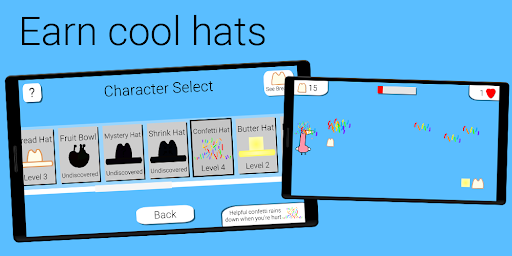 Earn cool hats
?
Character Select
See Bread
read Hat
Level 3
Fruit Bowl
Undiscovered
Mystery Hat
Undiscovered
Shrink Hat
Undiscovered
Confetti Hat
Level 4
Butter Hat
Level 2
Back
Helpful confetti rains
down when you're hurt
15
1